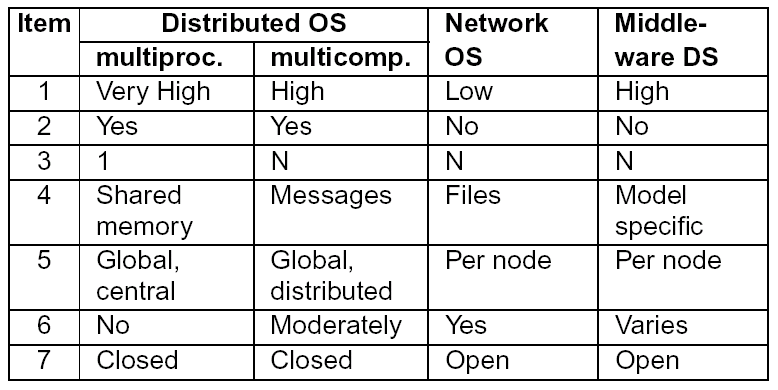 Item Distributed OS Network Middle-
multiproc. multicomp. OS ware DS
1 Very High High Low High
2 Yes Yes No No
3 1 N N N
4 Shared Messages Files Model
memory specific
5 Global, Global, Per node Per node
central distributed
6 No Moderately Yes Varies
7 Closed Closed Open Open